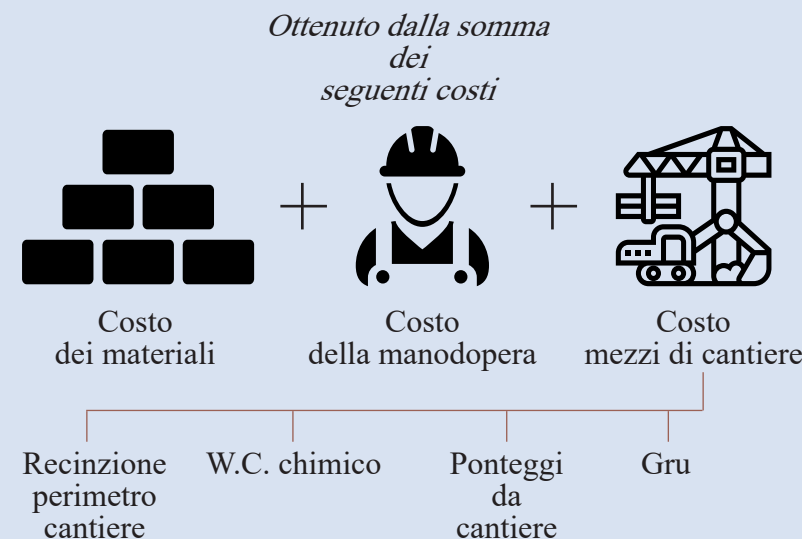 Ottenuto dalla somma
dei
seguenti costi
Costo
dei materiali
Costo
della manodopera
Costo
mezzi di cantiere
Recinzione
perimetro
cantiere
W.C. chimico
Ponteggi
da
cantiere
Gru